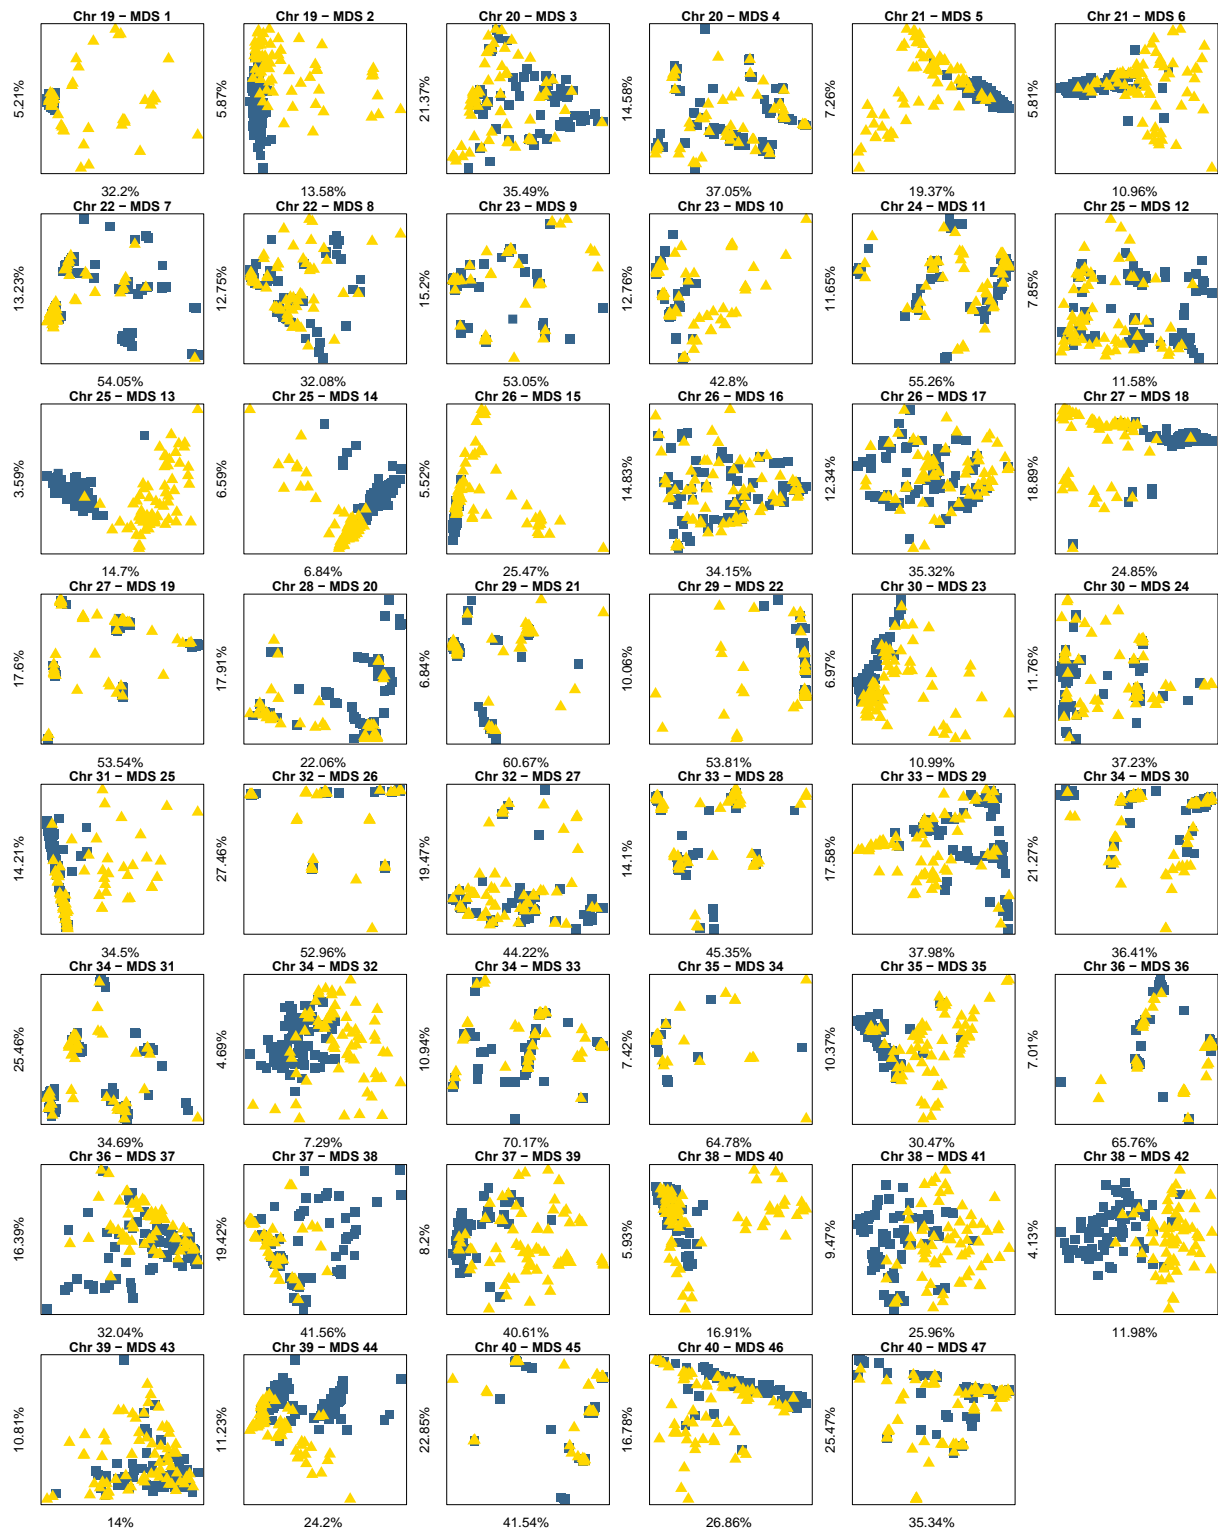 Chr 19 − MDS 1
5.21%
32.2%
Chr 19 − MDS 2
5.87%
13.58%
Chr 20 − MDS 3
21.37%
35.49%
Chr 20 − MDS 4
14.58%
37.05%
Chr 21 − MDS 5
7.26%
19.37%
Chr 21 − MDS 6
5.81%
10.96%
Chr 22 − MDS 7
13.23%
54.05%
Chr 22 − MDS 8
12.75%
32.08%
Chr 23 − MDS 9
15.2%
53.05%
Chr 23 − MDS 10
12.76%
42.8%
Chr 24 − MDS 11
11.65%
55.26%
Chr 25 − MDS 12
7.85%
11.58%
Chr 25 − MDS 13
3.59%
14.7%
Chr 25 − MDS 14
6.59%
6.84%
Chr 26 − MDS 15
5.52%
25.47%
Chr 26 − MDS 16
14.83%
34.15%
Chr 26 − MDS 17
12.34%
35.32%
Chr 27 − MDS 18
18.89%
24.85%
Chr 27 − MDS 19
17.6%
53.54%
Chr 28 − MDS 20
17.91%
22.06%
Chr 29 − MDS 21
6.84%
60.67%
Chr 29 − MDS 22
10.06%
53.81%
Chr 30 − MDS 23
6.97%
10.99%
Chr 30 − MDS 24
11.76%
37.23%
Chr 31 − MDS 25
14.21%
34.5%
Chr 32 − MDS 26
27.46%
52.96%
Chr 32 − MDS 27
19.47%
44.22%
Chr 33 − MDS 28
14.1%
45.35%
Chr 33 − MDS 29
17.58%
37.98%
Chr 34 − MDS 30
21.27%
36.41%
Chr 34 − MDS 31
25.46%
34.69%
Chr 34 − MDS 32
4.69%
7.29%
Chr 34 − MDS 33
10.94%
70.17%
Chr 35 − MDS 34
7.42%
64.78%
Chr 35 − MDS 35
10.37%
30.47%
Chr 36 − MDS 36
7.01%
65.76%
Chr 36 − MDS 37
16.39%
32.04%
Chr 37 − MDS 38
19.42%
41.56%
Chr 37 − MDS 39
8.2%
40.61%
Chr 38 − MDS 40
5.93%
16.91%
Chr 38 − MDS 41
9.47%
25.96%
Chr 38 − MDS 42
4.13%
11.98%
Chr 39 − MDS 43
10.81%
14%
Chr 39 − MDS 44
11.23%
24.2%
Chr 40 − MDS 45
22.85%
41.54%
Chr 40 − MDS 46
16.78%
26.86%
Chr 40 − MDS 47
25.47%
35.34%